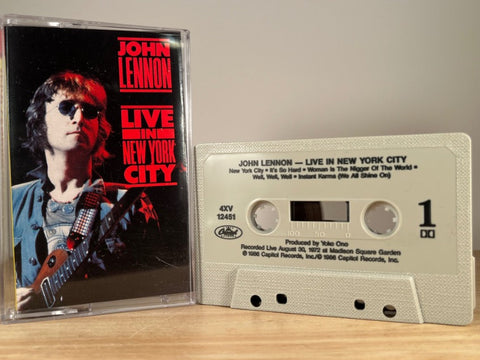 JOHN
LENNON
LIVE
IN
NEW YORK
CITY
JOHN LENNON — LIVE IN NEW YORK CITY
New York City • It's So Hard • Woman Is The Nigger Of The World •
Well, Well, Well • Instant Karma (We All Shine On)
4XV
12451
1
Capitol
100 50 0
Produced by Yoko Ono
Recorded Live August 30, 1972 at Madison Square Garden
© 1986 Capitol Records, Inc./℗ 1986 Capitol Records, Inc.